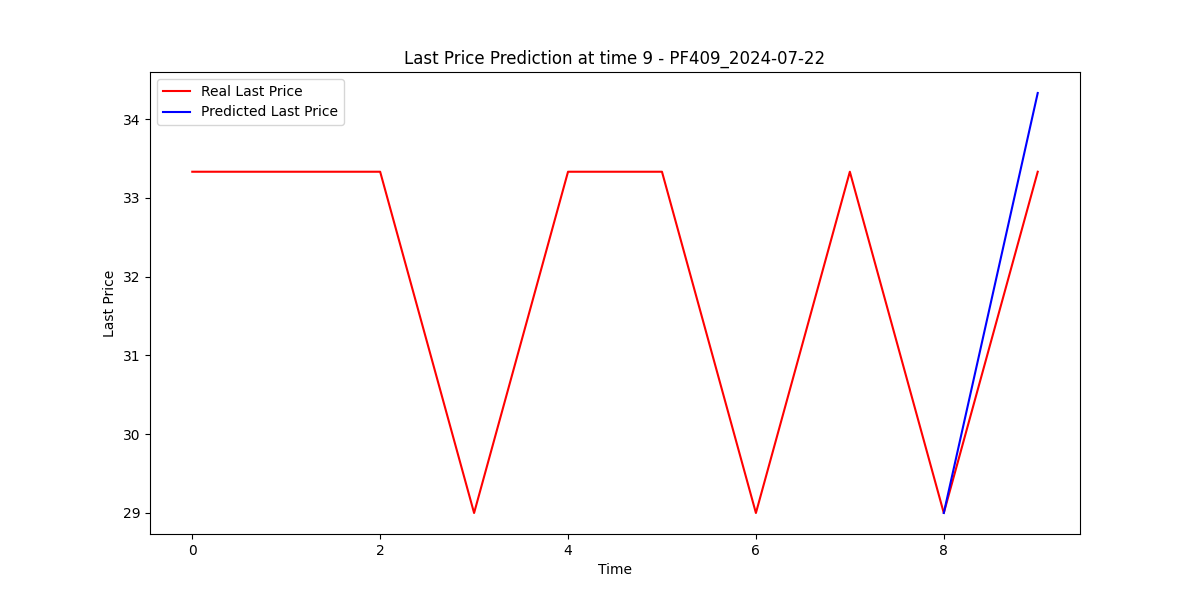 Last Price Prediction at time 9 - PF409_2024-07-22
Real Last Price
Predicted Last Price
34
33
32
31
30
29
Last Price
0 2 4 6 8
Time